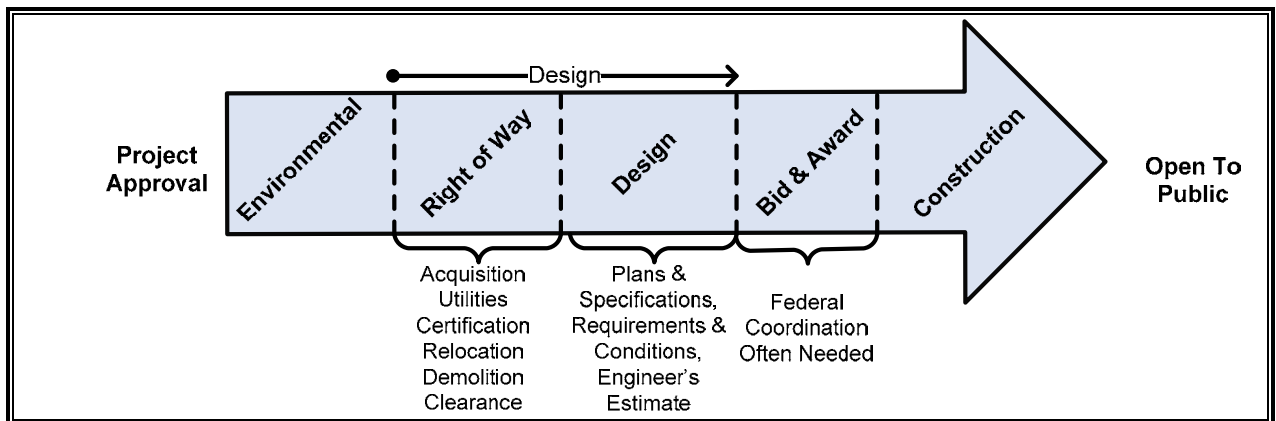 Design
Project
Approval
Environmental
Right of Way
Design
Bid & Award
Construction
Open To
Public
Acquisition
Utilities
Certification
Relocation
Demolition
Clearance
Plans &
Specifications,
Requirements &
Conditions,
Engineer's
Estimate
Federal
Coordination
Often Needed